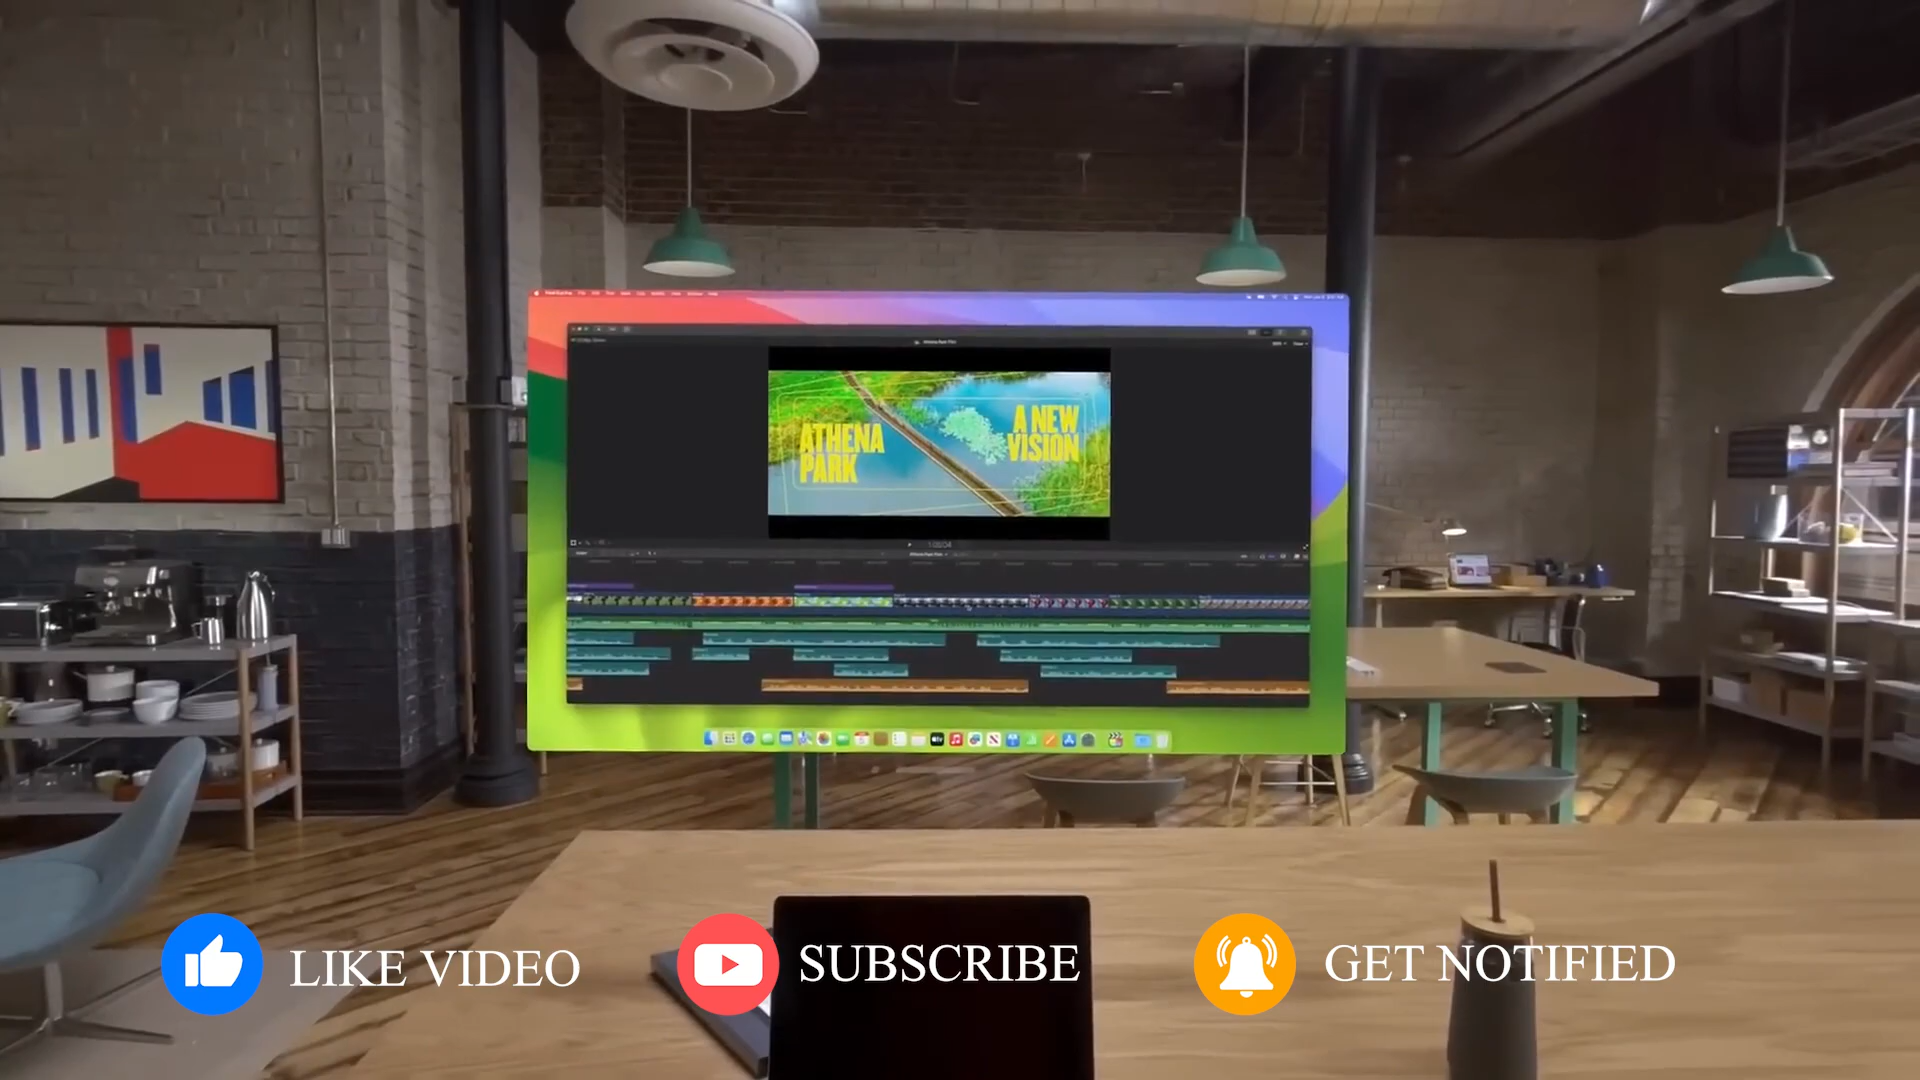 ATHENA
PARK
A NEW
VISION
LIKE VIDEO
SUBSCRIBE
GET NOTIFIED